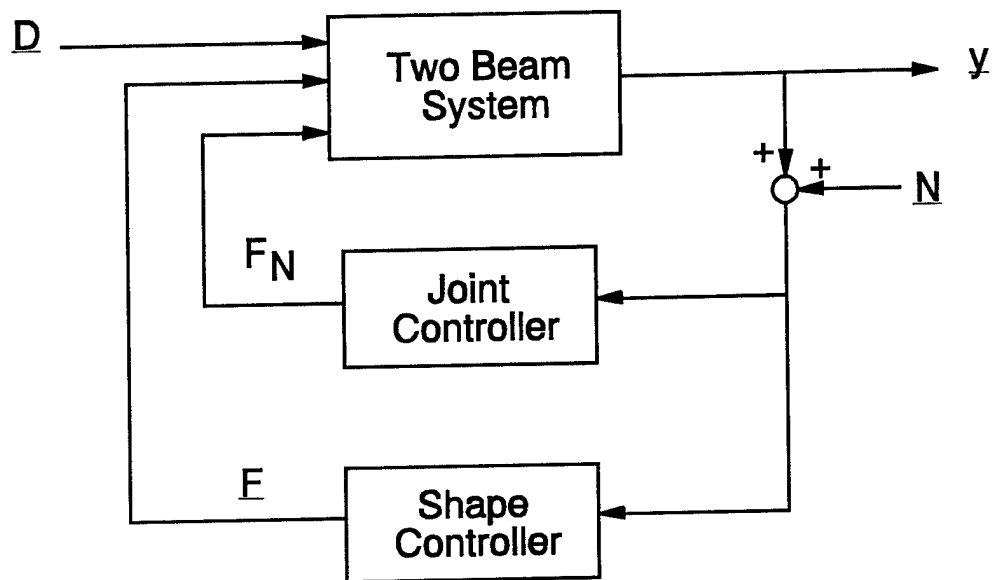 D
Two Beam
System
y
+
+
N
F_N
Joint
Controller
F
Shape
Controller